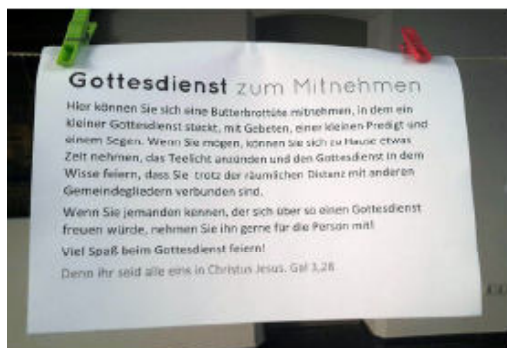 Gottesdienst zum Mitnehmen
Hier können Sie sich eine Butterbrottüte mitnehmen, in dem ein
kleiner Gottesdienst steckt, mit Gebeten, einer kleinen Predigt und
einem Segen. Wenn Sie mögen, können Sie sich zu Hause etwas
Zeit nehmen, das Teelicht anzünden und den Gottesdienst in dem
Wisse feiern, dass Sie trotz der räumlichen Distanz mit anderen
Gemeindegliedern verbunden sind.
Wenn Sie jemanden kennen, der sich über so einen Gottesdienst
freuen würde, nehmen Sie ihn gerne für die Person mit!
Viel Spaß beim Gottesdienst feiern!
Denn ihr seid alle eins in Christus Jesus. Gal 3,28